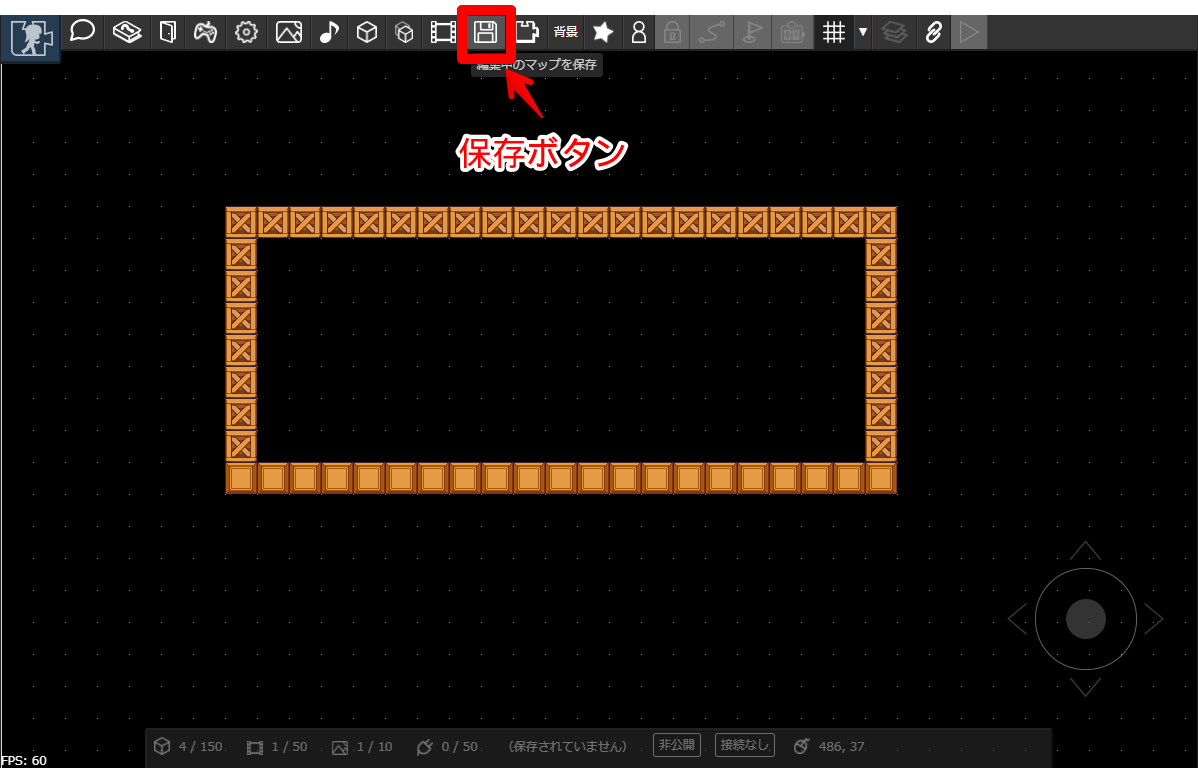 背景
編集中のマップを保存
保存ボタン
4 / 150 1 / 50 1 / 10 0 / 50 （保存されていません） 非公開 接続なし 486, 37
FPS: 60